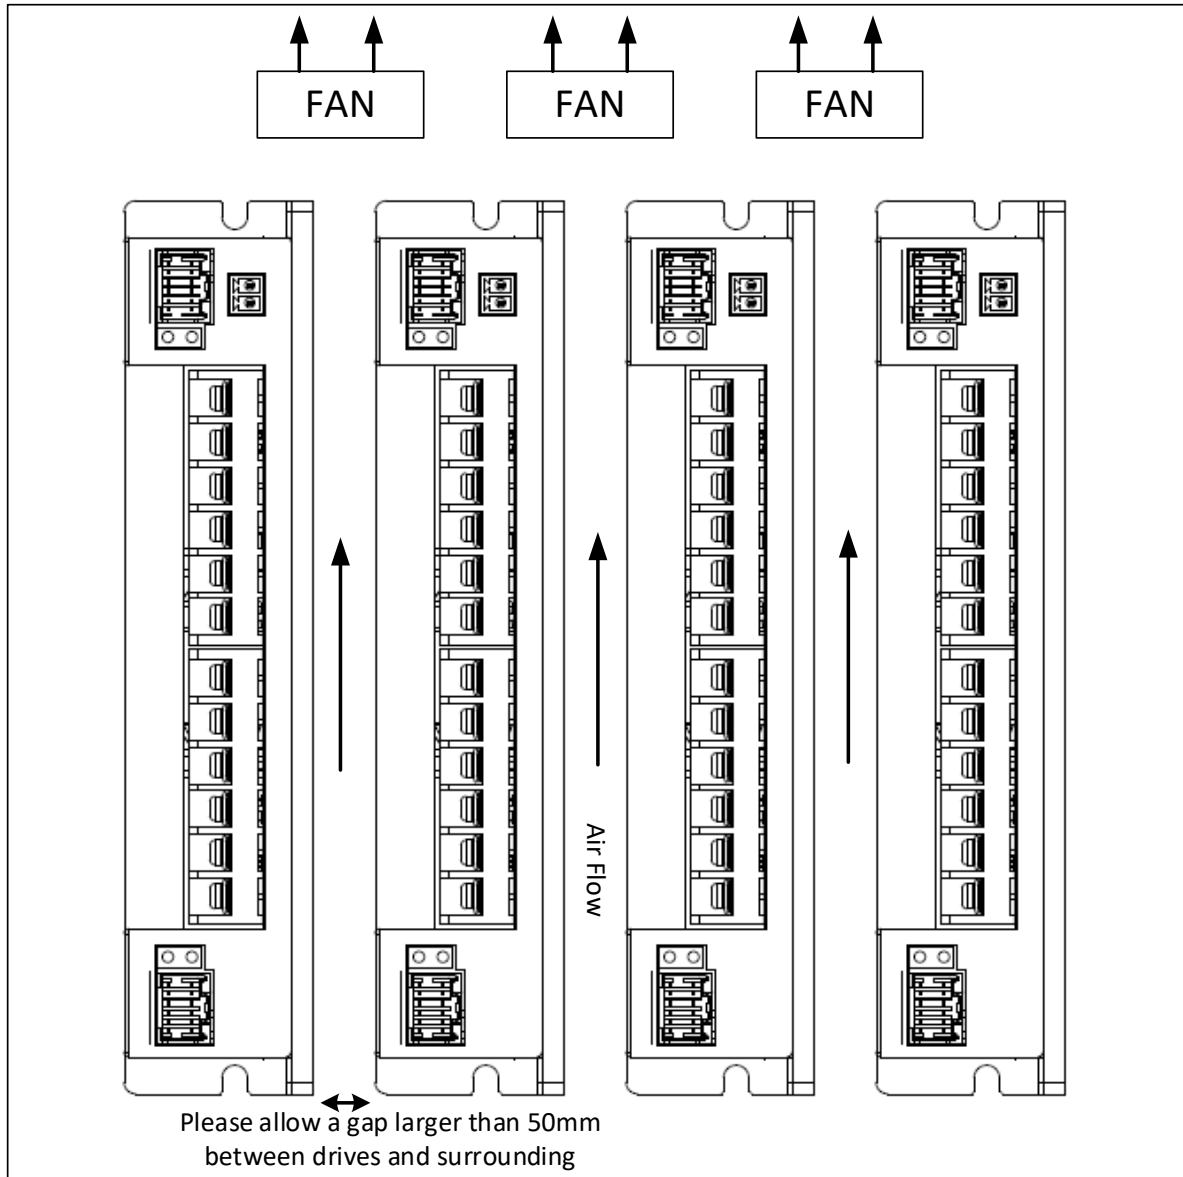 FAN
FAN
FAN
Air Flow
Please allow a gap larger than 50mm
between drives and surrounding